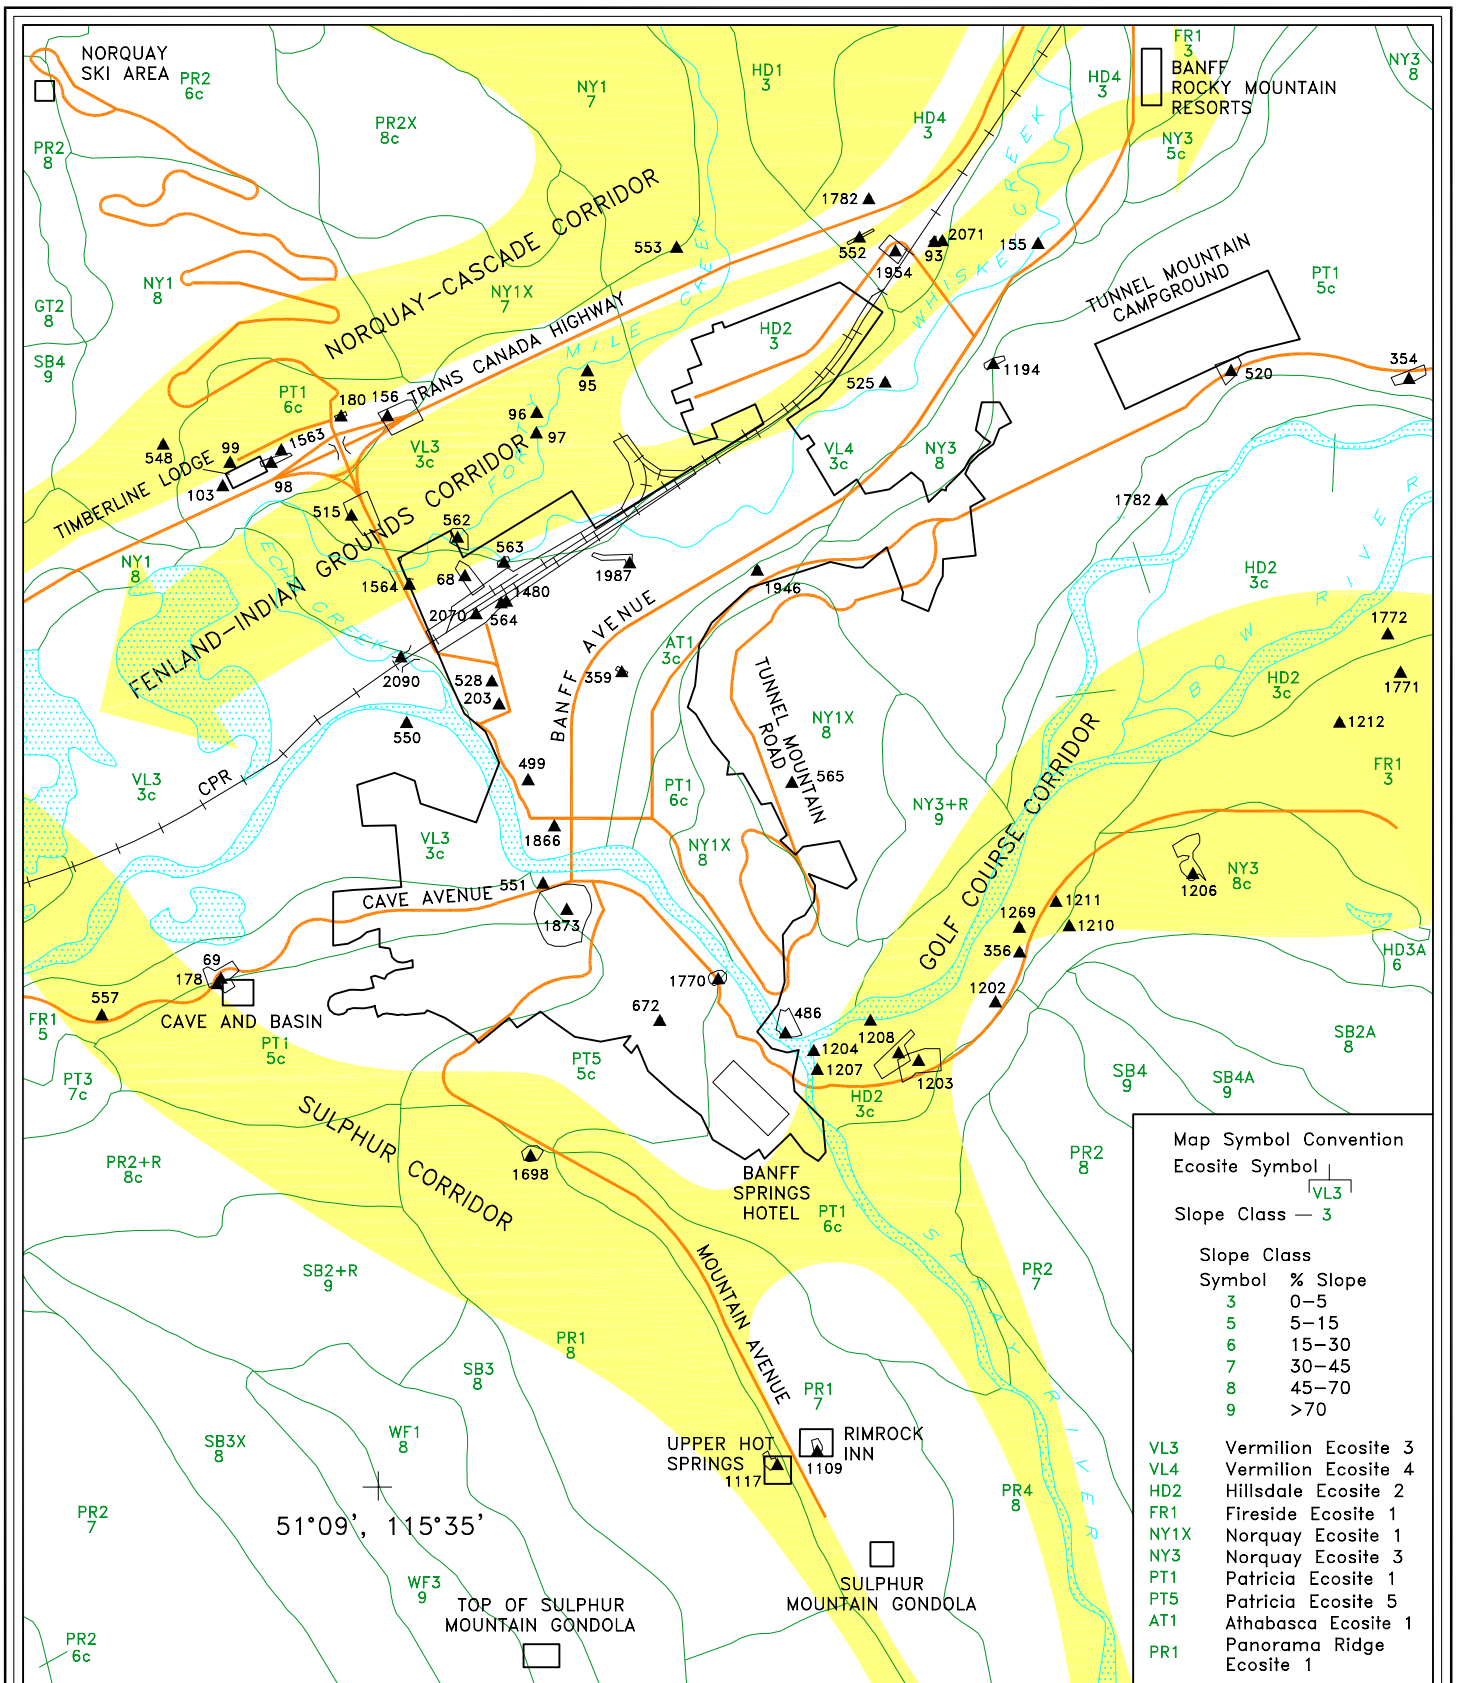 NORQUAY
SKI AREA
PR2
6c
PR2X
8c
NY1
7
HD1
3
HD4
3
HD4
3
FR1
3
BANFF
ROCKY MOUNTAIN
RESORTS
NY3
8
NY3
5c
PR2
8
GT2
8
SB4
9
NY1
8
NORQUAY-CASCADE CORRIDOR
553
1782
552
1954
93
2071
155
WHISKEY CREEK
TUNNEL MOUNTAIN
CAMPGROUND
PT1
5c
NY1X
7
TRANS CANADA HIGHWAY
FORTY MILE CREEK
HD2
3
95
96
97
525
1194
520
354
PT1
6c
180
156
VL3
3c
548
99
1563
TIMBERLINE LODGE
103
98
VL4
3c
NY3
8
515
562
563
68
1564
1480
2070
564
1987
1946
1782
HD2
3c
BOW RIVER
NY1
8
ECHO CREEK
FENLAND-INDIAN GROUNDS CORRIDOR
2090
528
203
359
550
BANFF AVENUE
AT1
3c
TUNNEL MOUNTAIN
ROAD
NY1X
8
565
1772
1771
HD2
3c
1212
FR1
3
VL3
3c
CPR
499
1866
VL3
3c
PT1
6c
NY1X
8
NY3+R
9
GOLF COURSE CORRIDOR
1206
NY3
8c
HD3A
6
551
CAVE AVENUE
1873
1211
1269
1210
356
1202
69
178
557
CAVE AND BASIN
FR1
5
PT1
5c
PT3
7c
1770
672
486
1204
1207
1208
1203
HD2
3c
PT5
5c
SB2A
8
SB4
9
SB4A
9
SULPHUR CORRIDOR
PR2+R
8c
1698
BANFF
SPRINGS
HOTEL
PT1
6c
PR2
8
PR2
7
SPRAY RIVER
SB2+R
9
MOUNTAIN AVENUE
PR1
8
SB3
8
PR1
7
SB3X
8
WF1
8
UPPER HOT
SPRINGS
1117
RIMROCK
INN
1109
PR4
8
PR2
7
51°09', 115°35'
WF3
9
TOP OF SULPHUR
MOUNTAIN GONDOLA
SULPHUR
MOUNTAIN GONDOLA
PR2
6c
Map Symbol Convention
Ecosite Symbol
VL3
Slope Class — 3
Slope Class
Symbol % Slope
3 0-5
5 5-15
6 15-30
7 30-45
8 45-70
9 >70
VL3 Vermilion Ecosite 3
VL4 Vermilion Ecosite 4
HD2 Hillsdale Ecosite 2
FR1 Fireside Ecosite 1
NY1X Norquay Ecosite 1
NY3 Norquay Ecosite 3
PT1 Patricia Ecosite 1
PT5 Patricia Ecosite 5
AT1 Athabasca Ecosite 1
PR1 Panorama Ridge
Ecosite 1